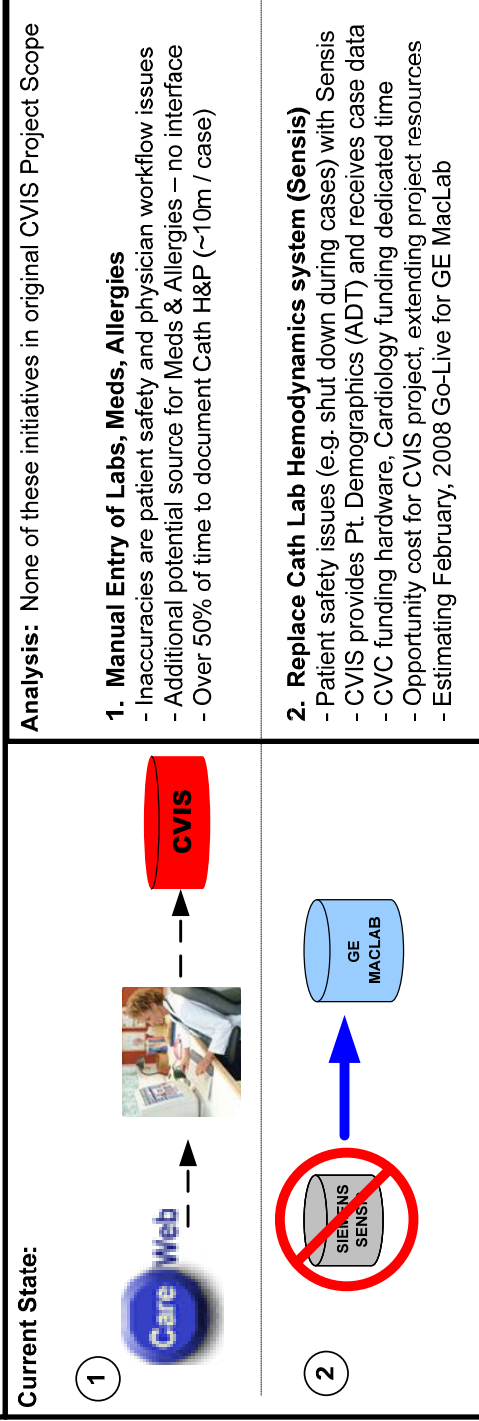 Current State:
1
CareWeb
CVIS
2
SIEMENS
SENSIS
GE
MACLAB
Analysis: None of these initiatives in original CVIS Project Scope
1. Manual Entry of Labs, Meds, Allergies
- Inaccuracies are patient safety and physician workflow issues
- Additional potential source for Meds & Allergies – no interface
- Over 50% of time to document Cath H&P (~10m / case)
2. Replace Cath Lab Hemodynamics system (Sensis)
- Patient safety issues (e.g. shut down during cases) with Sensis
- CVIS provides Pt. Demographics (ADT) and receives case data
- CVC funding hardware, Cardiology funding dedicated time
- Opportunity cost for CVIS project, extending project resources
- Estimating February, 2008 Go-Live for GE MacLab